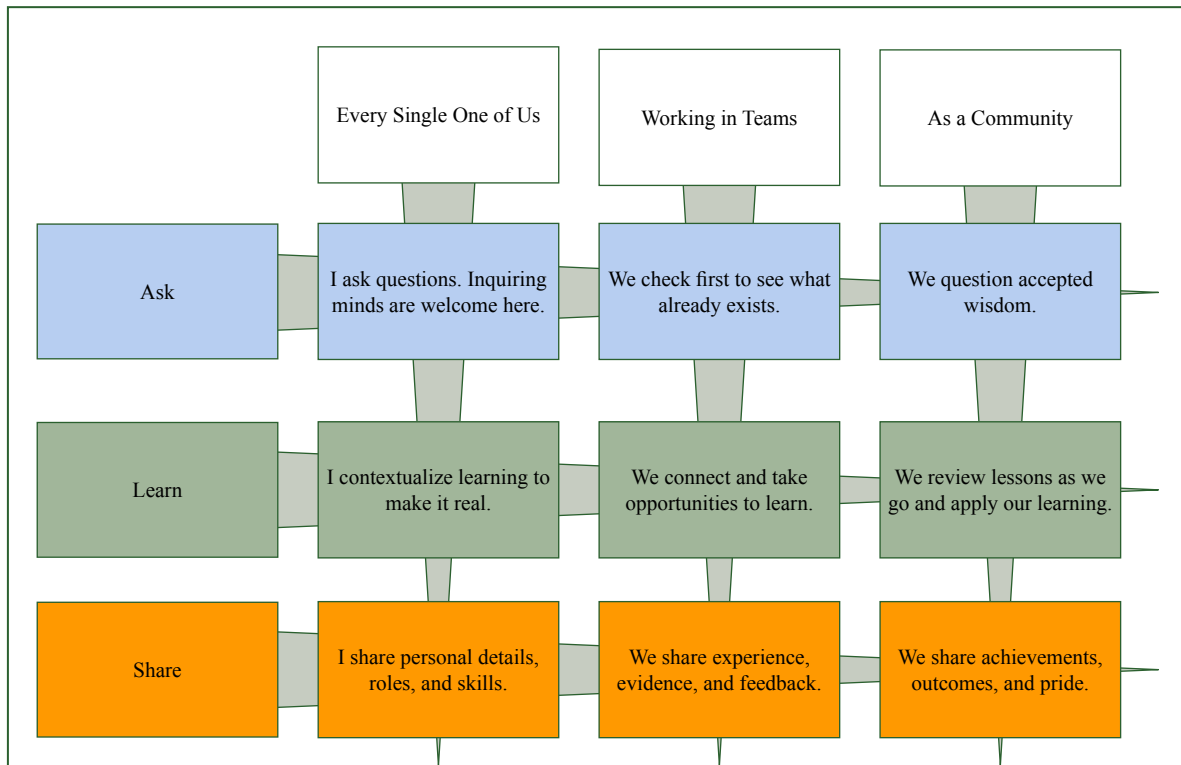 Every Single One of Us
Working in Teams
As a Community
Ask
I ask questions. Inquiring
minds are welcome here.
We check first to see what
already exists.
We question accepted
wisdom.
Learn
I contextualize learning to
make it real.
We connect and take
opportunities to learn.
We review lessons as we
go and apply our learning.
Share
I share personal details,
roles, and skills.
We share experience,
evidence, and feedback.
We share achievements,
outcomes, and pride.